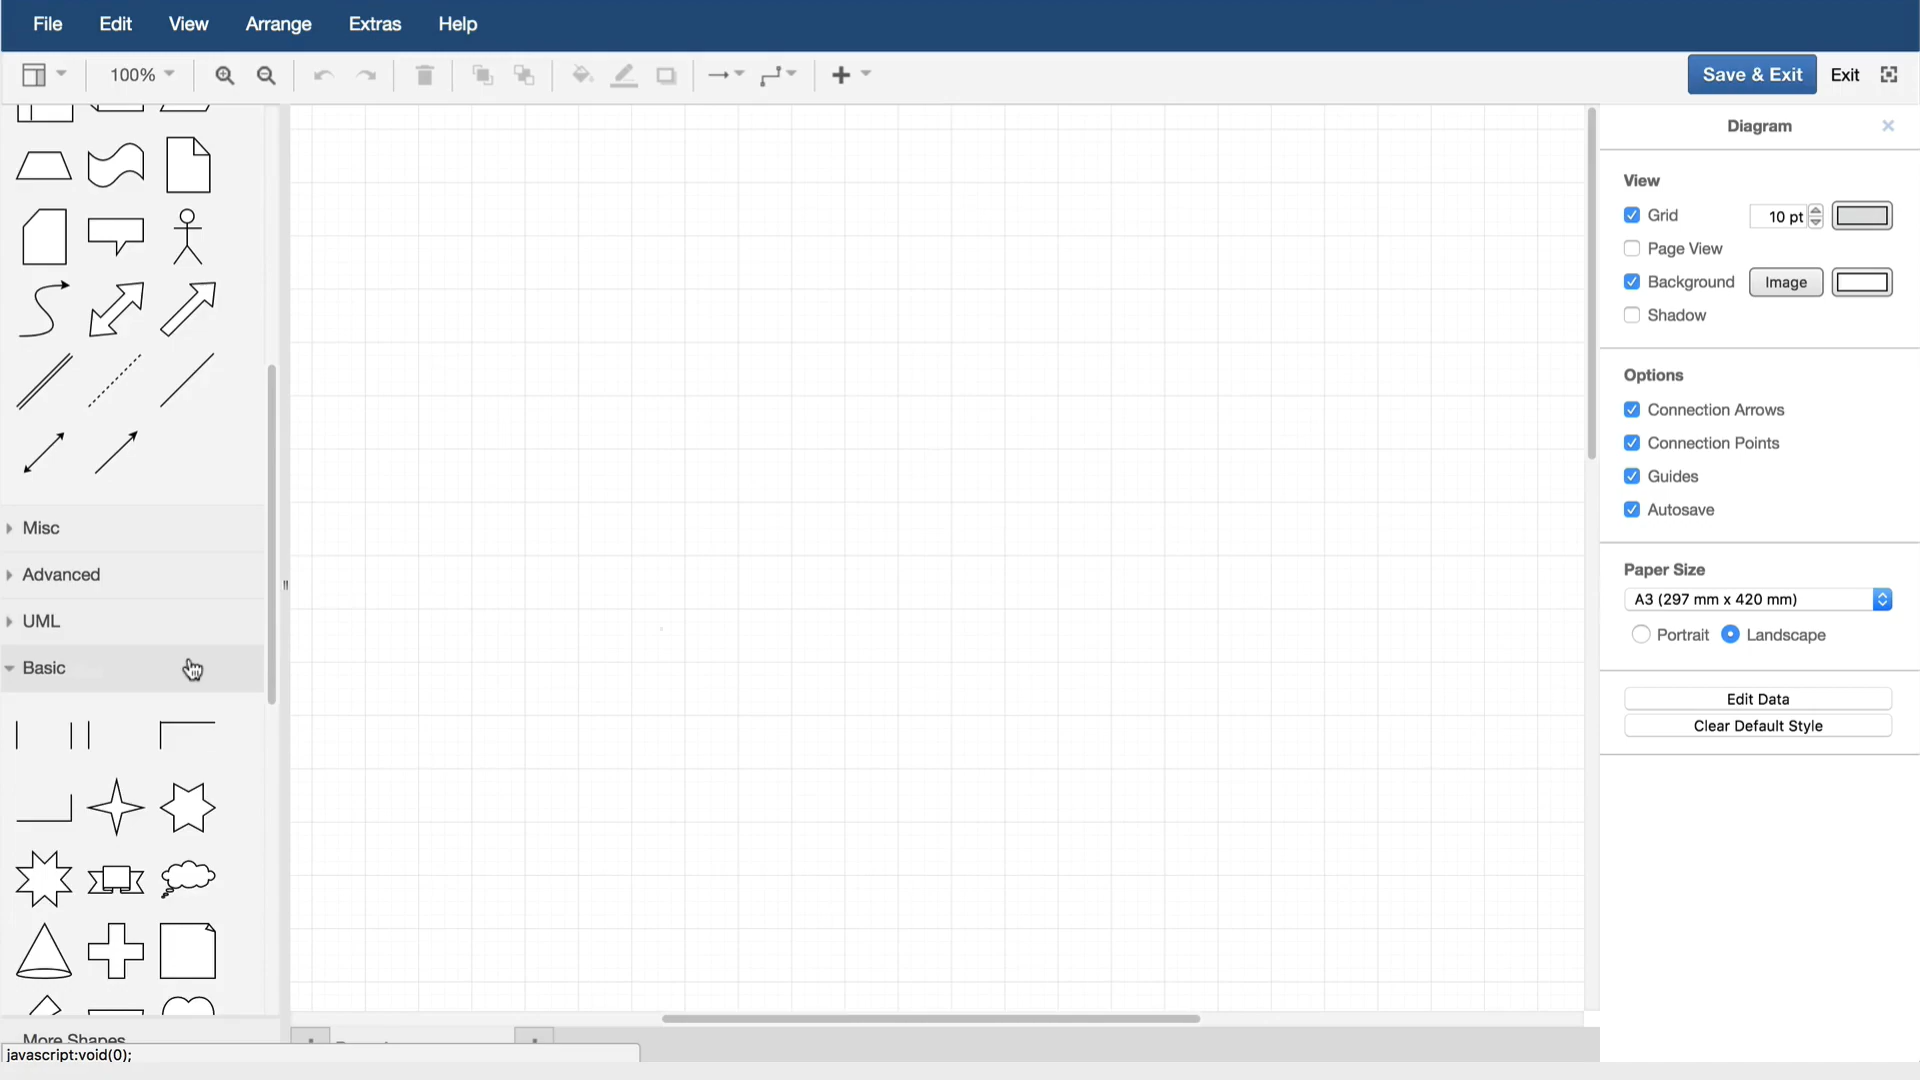 File Edit View Arrange Extras Help
100%
Save & Exit Exit
Diagram
View
Grid 10 pt
Page View
Background Image
Shadow
Options
Connection Arrows
Connection Points
Guides
Autosave
Misc
Advanced
UML
Basic
Paper Size
A3 (297 mm x 420 mm)
Portrait Landscape
Edit Data
Clear Default Style
More Shapes
javascript:void(0);